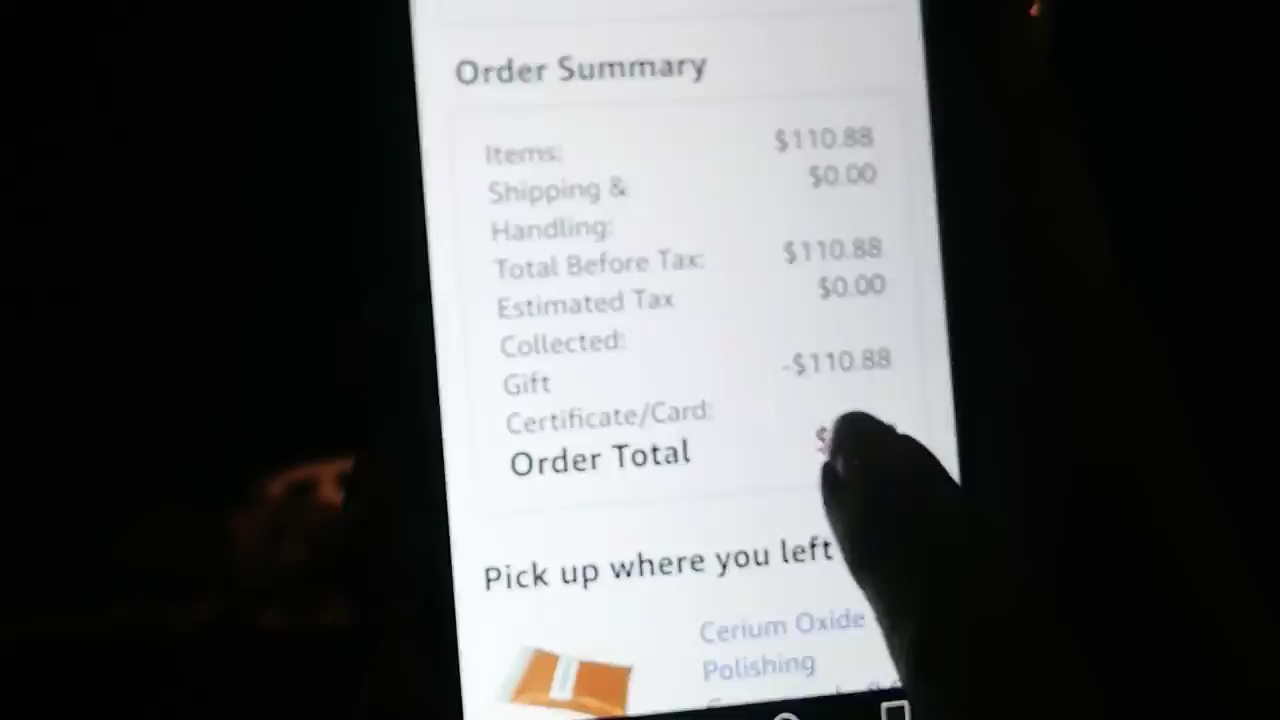 Order Summary
Items: $110.88
Shipping & $0.00
Handling:
Total Before Tax: $110.88
Estimated Tax $0.00
Collected:
Gift -$110.88
Certificate/Card:
Order Total $
Pick up where you left
Cerium Oxide
Polishing